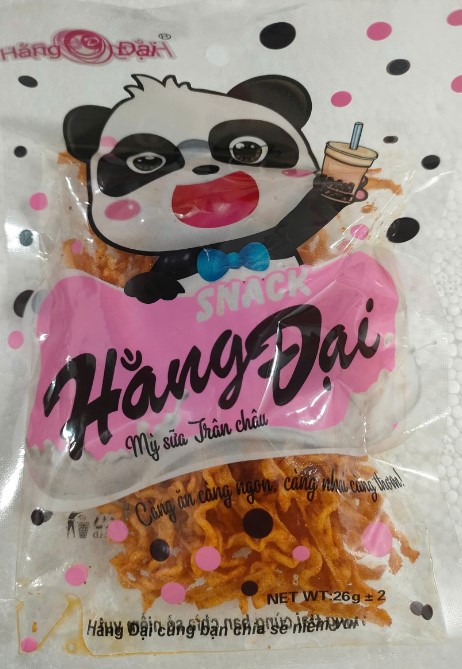 Hằng Đại®
SNACK
Hằng Đại
Mỳ sữa Trân châu
Càng ăn càng ngon, càng nhai càng thơm!
NET WT:26g ± 2
Hằng Đại cùng bạn chia sẻ niềm vui